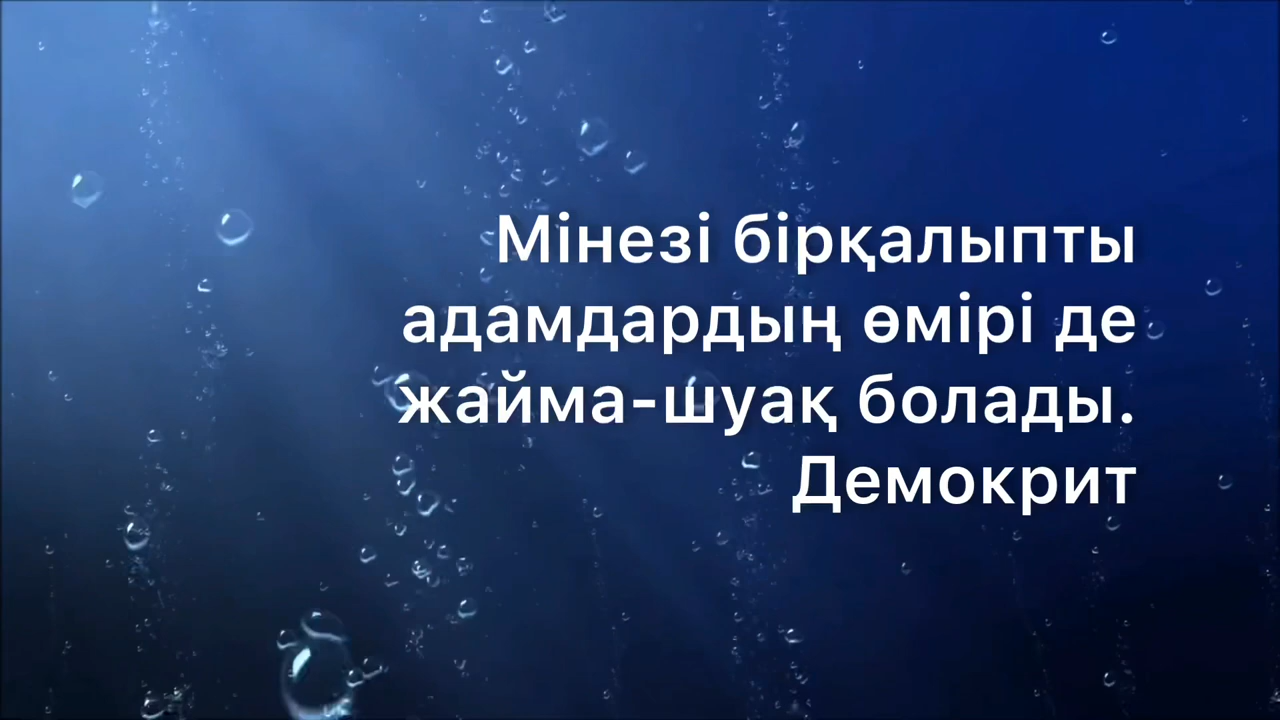 Мінезі бірқалыпты
адамдардың өмірі де
жайма-шуақ болады.
Демокрит